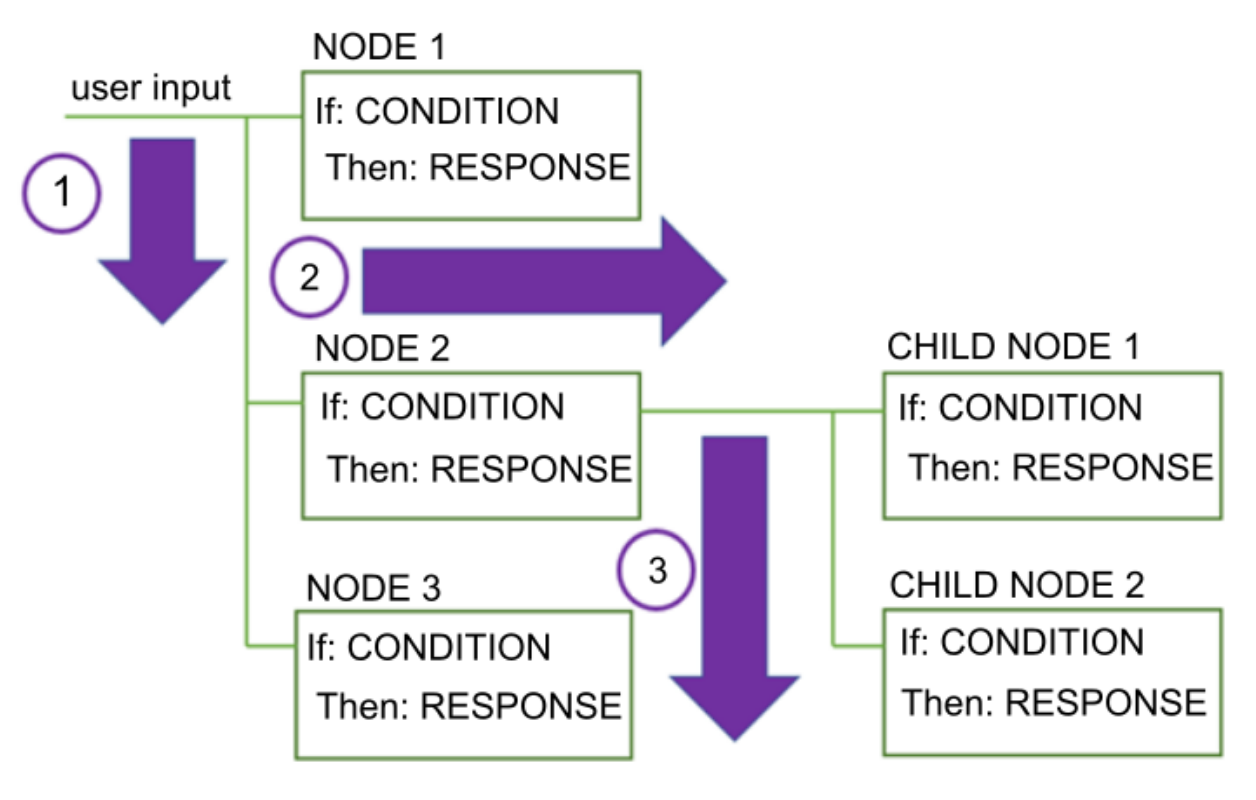 NODE 1
user input
If: CONDITION
Then: RESPONSE
1
2
NODE 2
If: CONDITION
Then: RESPONSE
CHILD NODE 1
If: CONDITION
Then: RESPONSE
3
NODE 3
If: CONDITION
Then: RESPONSE
CHILD NODE 2
If: CONDITION
Then: RESPONSE